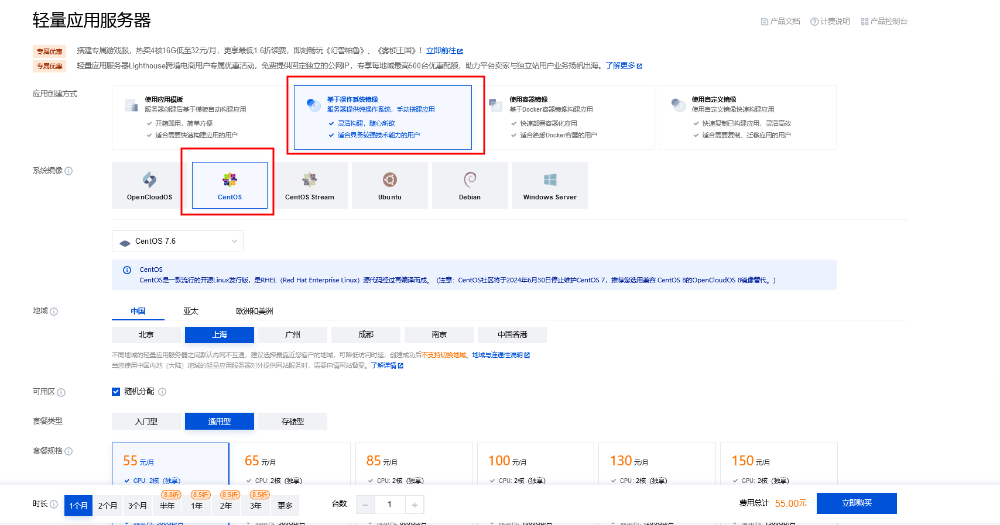 轻量应用服务器
产品文档 计费说明 产品控制台
专属优惠 搭建专属游戏服，热卖4核16G低至32元/月，更享最低1.6折续费，即刻畅玩《幻兽帕鲁》、《雾锁王国》！立即前往
专属优惠 轻量应用服务器Lighthouse跨境电商用户专属优惠活动，免费提供固定独立的公网IP，专享每地域最高500台优惠配额，助力平台卖家与独立站用户业务扬帆出海。了解更多
应用创建方式
使用应用模板
服务器创建后基于模板自动构建应用
开箱即用，简单方便
适合需要快速构建应用的用户
基于操作系统镜像
服务器提供纯操作系统，手动搭建应用
灵活构建，随心所欲
适合具备较强技术能力的用户
使用容器镜像
基于Docker容器镜像构建应用
快速部署容器化应用
适合熟悉Docker容器的用户
使用自定义镜像
使用自定义镜像快速构建应用
快速复制已构建应用，灵活高效
适合需要复制、迁移应用的用户
系统镜像
OpenCloudOS CentOS CentOS Stream Ubuntu Debian Windows Server
CentOS 7.6
CentOS
CentOS是一款流行的开源Linux发行版，是RHEL（Red Hat Enterprise Linux）源代码经过再编译而成。（注意：CentOS社区将于2024年6月30日停止维护CentOS 7，推荐您选用兼容 CentOS 8的OpenCloudOS 8镜像替代。）
地域 中国 亚太 欧洲和美洲
北京 上海 广州 成都 南京 中国香港
不同地域的轻量应用服务器之间默认内网不互通；建议选择最靠近您客户的地域，可降低访问时延；创建成功后不支持切换地域。地域与连通性说明
当您使用中国内地（大陆）地域的轻量应用服务器对外提供网站服务时，需要申请网站备案。了解详情
可用区 随机分配
套餐类型 入门型 通用型 存储型
套餐规格
55 元/月 65 元/月 85 元/月 100 元/月 130 元/月 150 元/月
CPU: 2核（独享） CPU: 2核（独享） CPU: 2核（独享） CPU: 2核（独享） CPU: 2核（独享） CPU: 2核（独享）
8.8折 8.5折 8.5折 8.5折
时长 1个月 2个月 3个月 半年 1年 2年 3年 更多 台数 − 1 + 费用总计 55.00元 立即购买